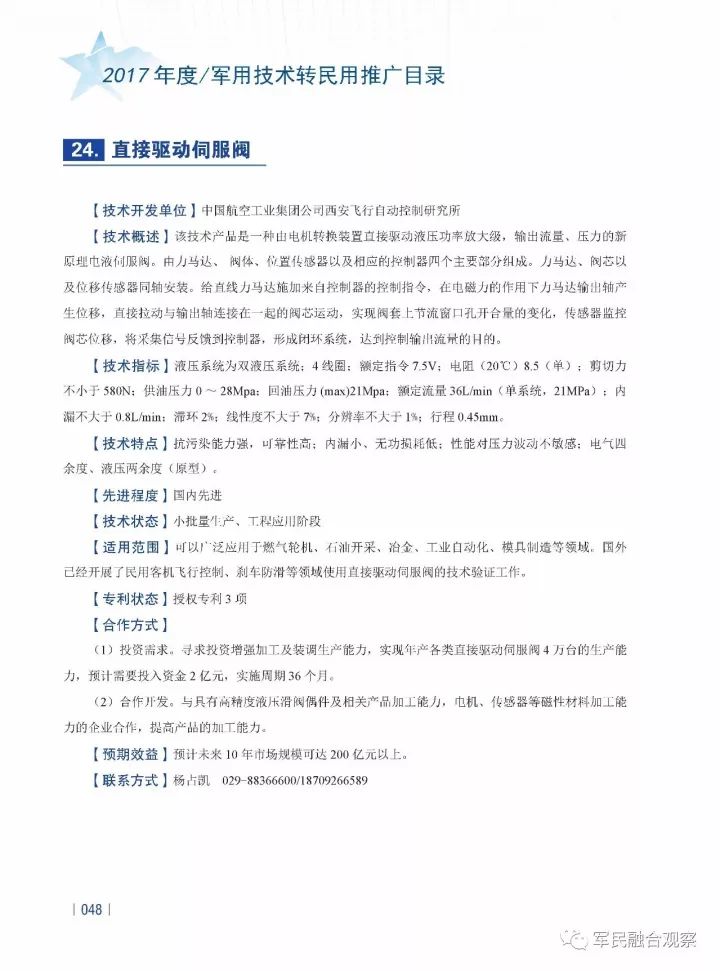 2017 年度/军用技术转民用推广目录
24. 直接驱动伺服阀
【技术开发单位】中国航空工业集团公司西安飞行自动控制研究所
【技术概述】该技术产品是一种由电机转换装置直接驱动液压功率放大级，输出流量、压力的新
原理电液伺服阀。由力马达、 阀体、位置传感器以及相应的控制器四个主要部分组成。力马达、阀芯以
及位移传感器同轴安装。给直线力马达施加来自控制器的控制指令，在电磁力的作用下力马达输出轴产
生位移，直接拉动与输出轴连接在一起的阀芯运动，实现阀套上节流窗口孔开合量的变化，传感器监控
阀芯位移，将采集信号反馈到控制器，形成闭环系统，达到控制输出流量的目的。
【技术指标】液压系统为双液压系统；4 线圈；额定指令 7.5V；电阻（20℃）8.5（单）；剪切力
不小于 580N；供油压力 0 ～ 28Mpa；回油压力 (max)21Mpa；额定流量 36L/min（单系统，21MPa）；内
漏不大于 0.8L/min；滞环 2%；线性度不大于 7%；分辨率不大于 1%；行程 0.45mm。
【技术特点】抗污染能力强，可靠性高；内漏小、无功损耗低；性能对压力波动不敏感；电气四
余度、液压两余度（原型）。
【先进程度】国内先进
【技术状态】小批量生产、工程应用阶段
【适用范围】可以广泛应用于燃气轮机、石油开采、冶金、工业自动化、模具制造等领域。国外
已经开展了民用客机飞行控制、刹车防滑等领域使用直接驱动伺服阀的技术验证工作。
【专利状态】授权专利 3 项
【合作方式】
（1）投资需求。寻求投资增强加工及装调生产能力，实现年产各类直接驱动伺服阀 4 万台的生产能
力，预计需要投入资金 2 亿元，实施周期 36 个月。
（2）合作开发。与具有高精度液压滑阀偶件及相关产品加工能力，电机、传感器等磁性材料加工能
力的企业合作，提高产品的加工能力。
【预期效益】预计未来 10 年市场规模可达 200 亿元以上。
【联系方式】杨占凯 029-88366600/18709266589
| 048 |
军民融合观察